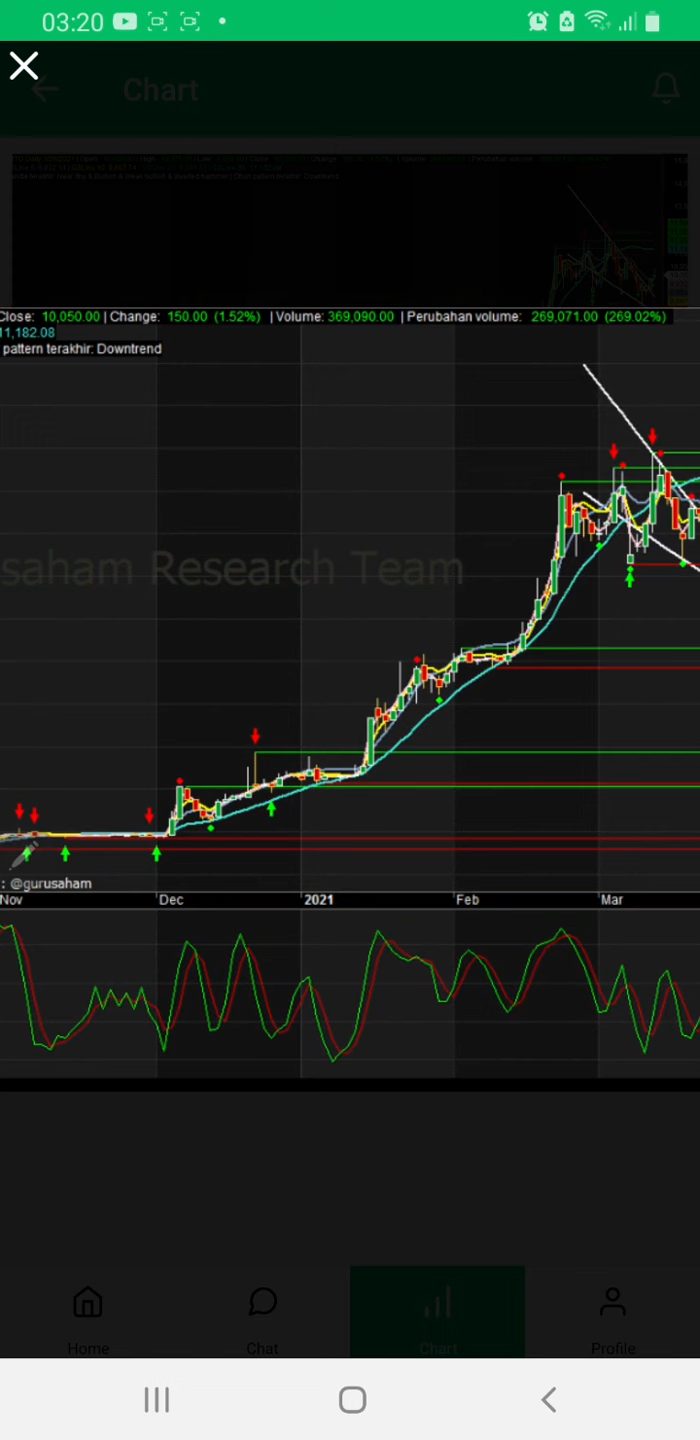 03:20
Chart
Close: 10,050.00 | Change: 150.00 (1.52%) | Volume: 369,090.00 | Perubahan volume: 269,071.00 (269.02%)
11,182.08
pattern terakhir: Downtrend
saham Research Team
: @gurusaham
Nov Dec 2021 Feb Mar
Home Chat Chart Profile